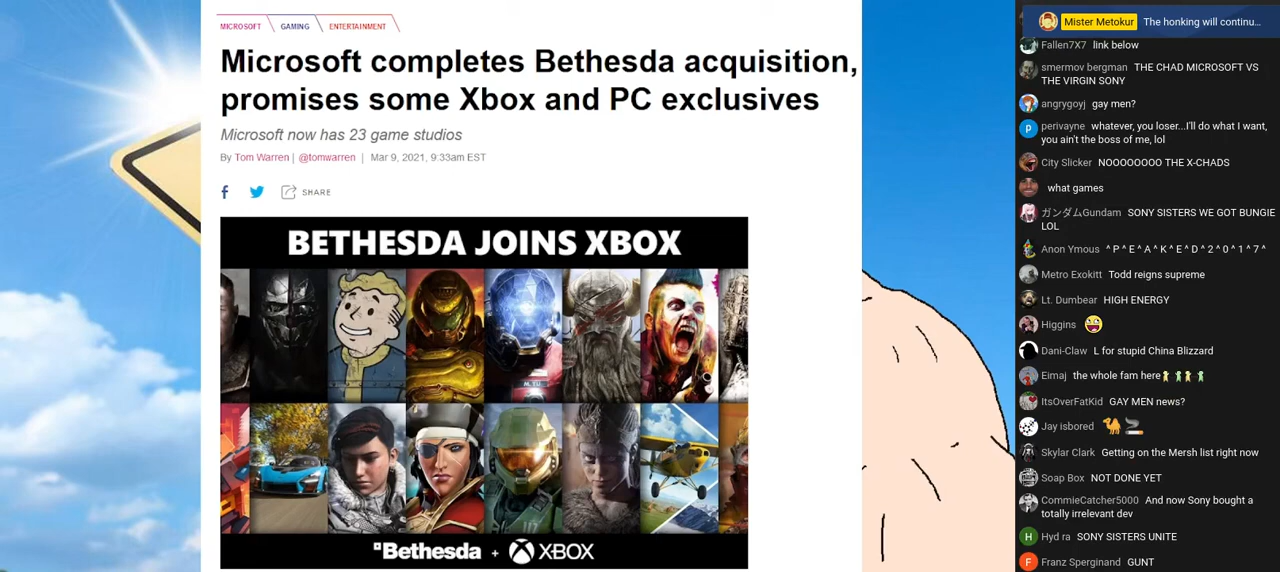 MICROSOFT GAMING ENTERTAINMENT
Microsoft completes Bethesda acquisition,
promises some Xbox and PC exclusives
Microsoft now has 23 game studios
By Tom Warren | @tomwarren | Mar 9, 2021, 9:33am EST
SHARE
BETHESDA JOINS XBOX
M. YU
Bethesda + XBOX
Mister Metokur The honking will continu...
Fallen7X7 link below
smermov bergman THE CHAD MICROSOFT VS
THE VIRGIN SONY
angrygoyj gay men?
perivayne whatever, you loser...I'll do what I want,
you ain't the boss of me, lol
City Slicker NOOOOOOOO THE X-CHADS
what games
ガンダムGundam SONY SISTERS WE GOT BUNGIE
LOL
Anon Ymous ^ P ^ E ^ A ^ K ^ E ^ D ^ 2 ^ 0 ^ 1 ^ 7 ^
Metro Exokitt Todd reigns supreme
Lt. Dumbear HIGH ENERGY
Higgins
Dani-Claw L for stupid China Blizzard
Eimaj the whole fam here
ItsOverFatKid GAY MEN news?
Jay isbored
Skylar Clark Getting on the Mersh list right now
Soap Box NOT DONE YET
CommieCatcher5000 And now Sony bought a
totally irrelevant dev
H Hyd ra SONY SISTERS UNITE
F Franz Sperginand GUNT